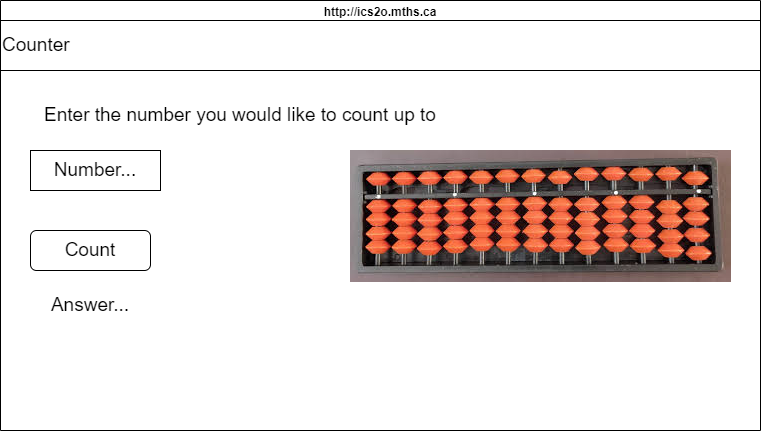 http://ics2o.mths.ca
Counter
Enter the number you would like to count up to
Number...
Count
Answer...